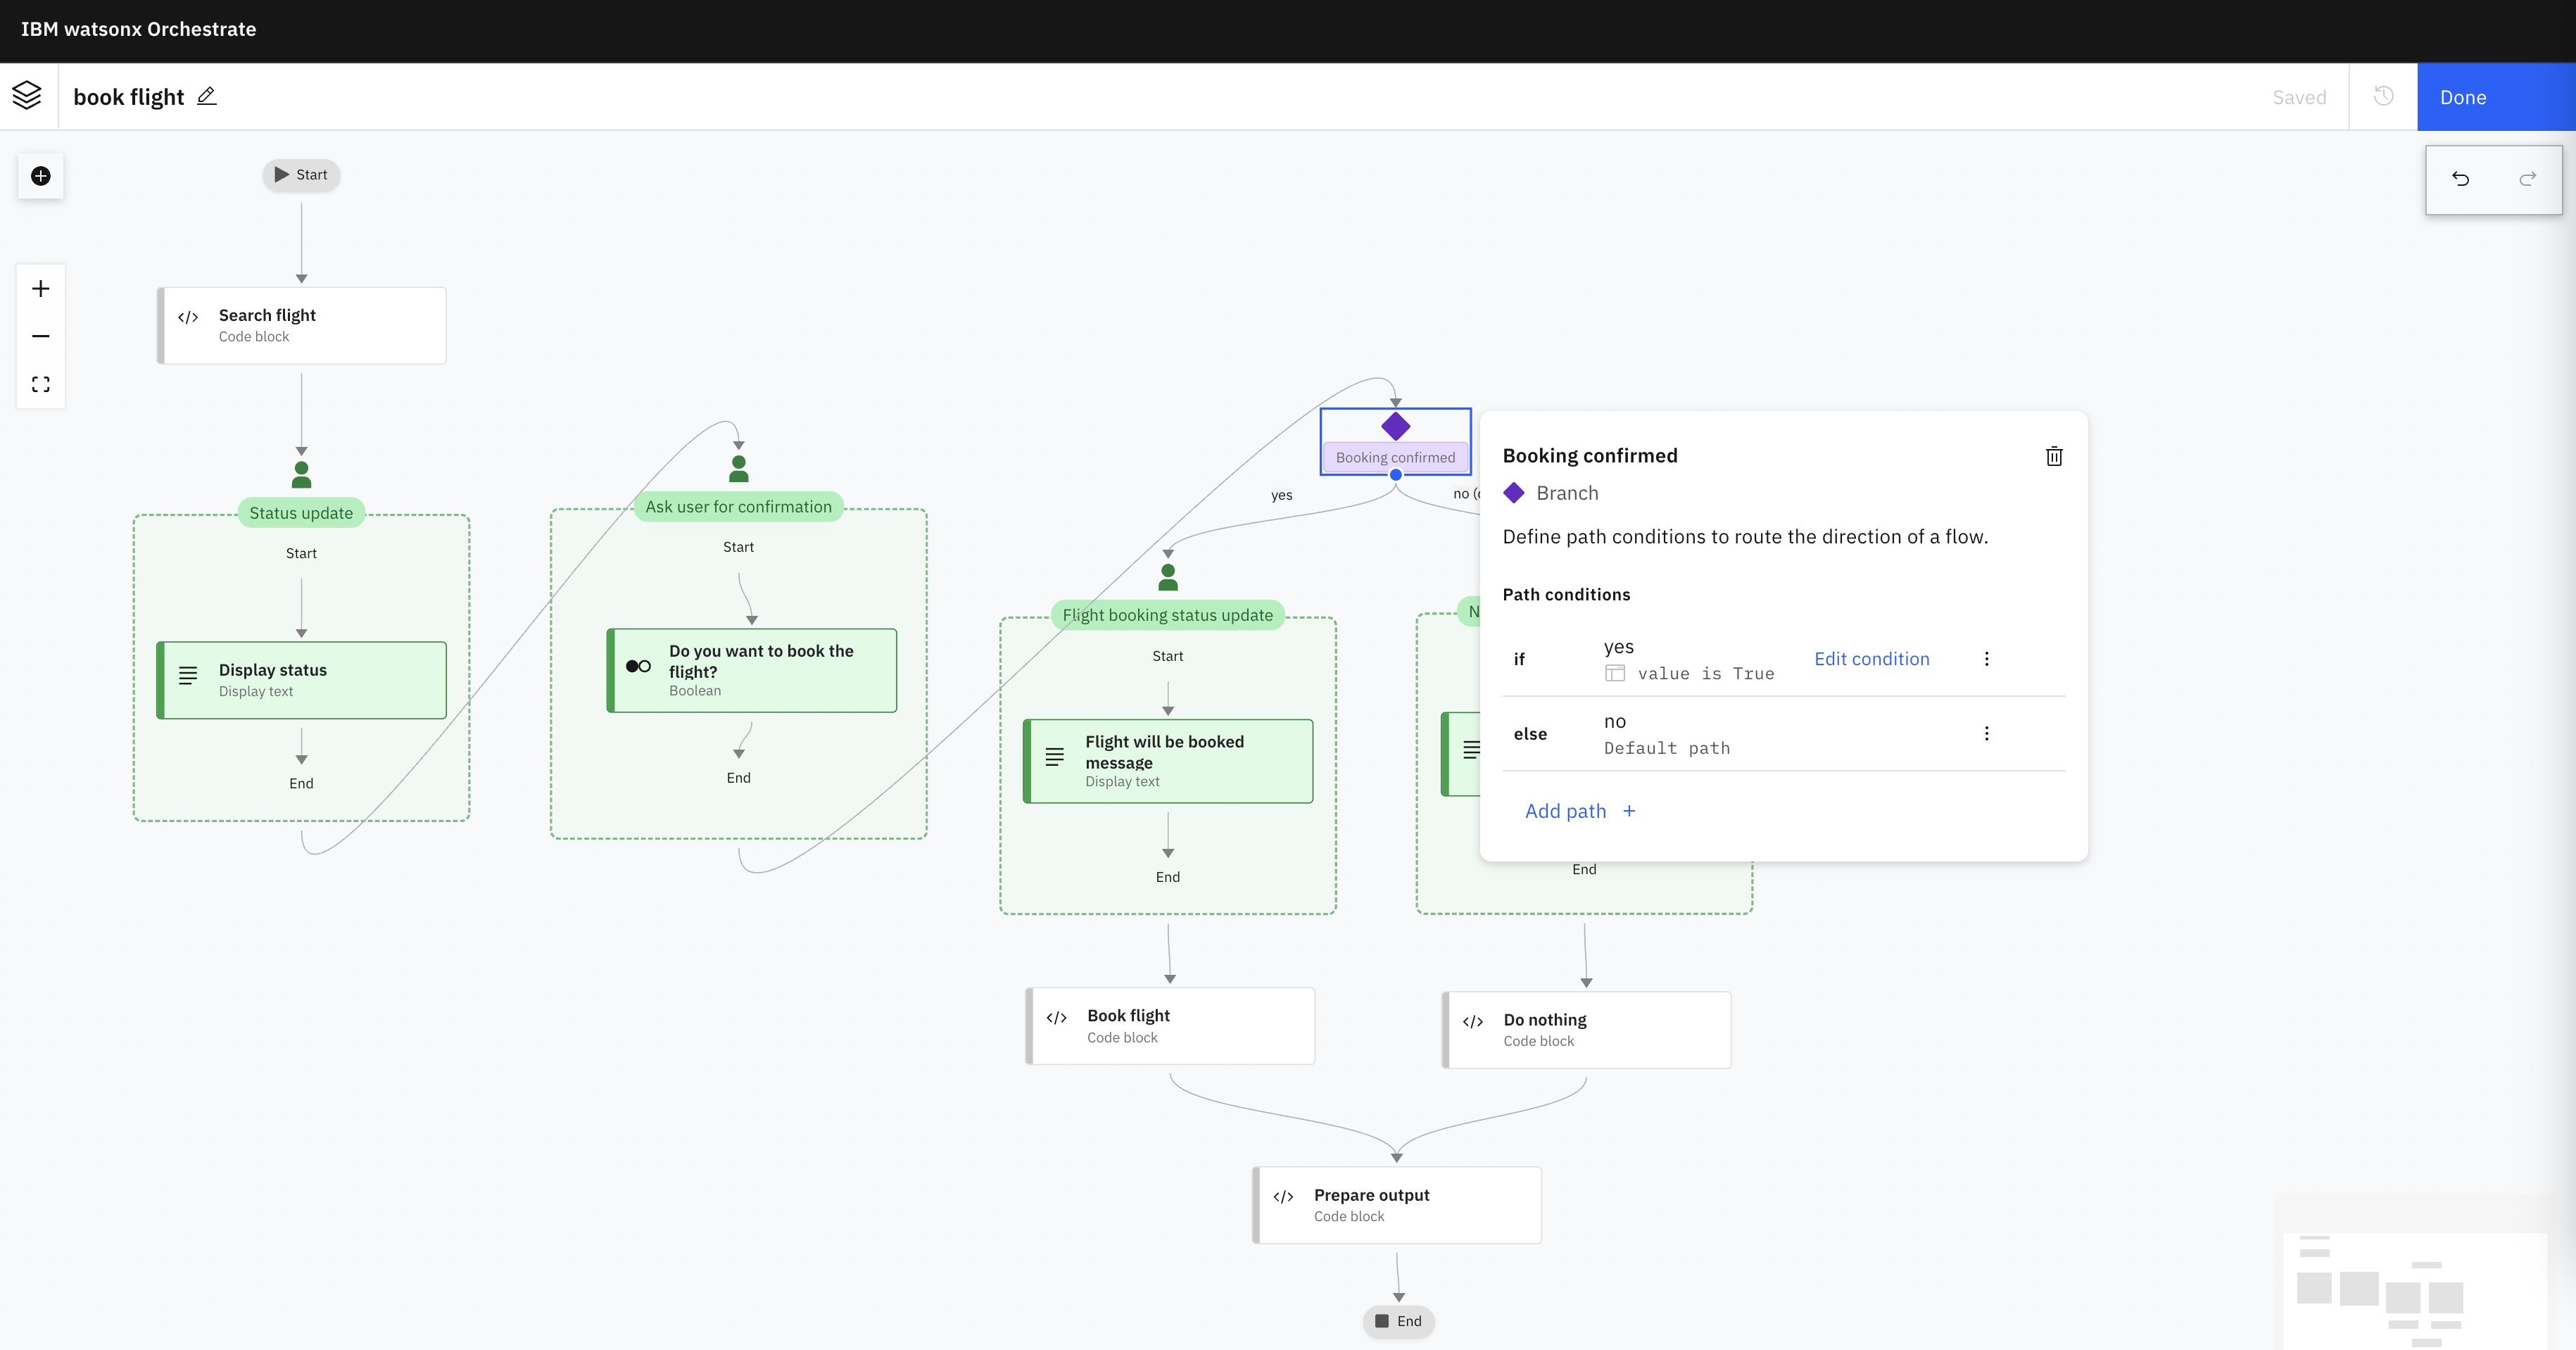 IBM watsonx Orchestrate
book flight
Saved
Done
Start
Search flight
Code block
Status update
Start
Display status
Display text
End
Ask user for confirmation
Start
Do you want to book the
flight?
Boolean
End
Booking confirmed
yes
no (
Flight booking status update
Start
Flight will be booked
message
Display text
End
N
End
Booking confirmed
Branch
Define path conditions to route the direction of a flow.
Path conditions
if
yes
value is True
Edit condition
else
no
Default path
Add path +
Book flight
Code block
Do nothing
Code block
Prepare output
Code block
End